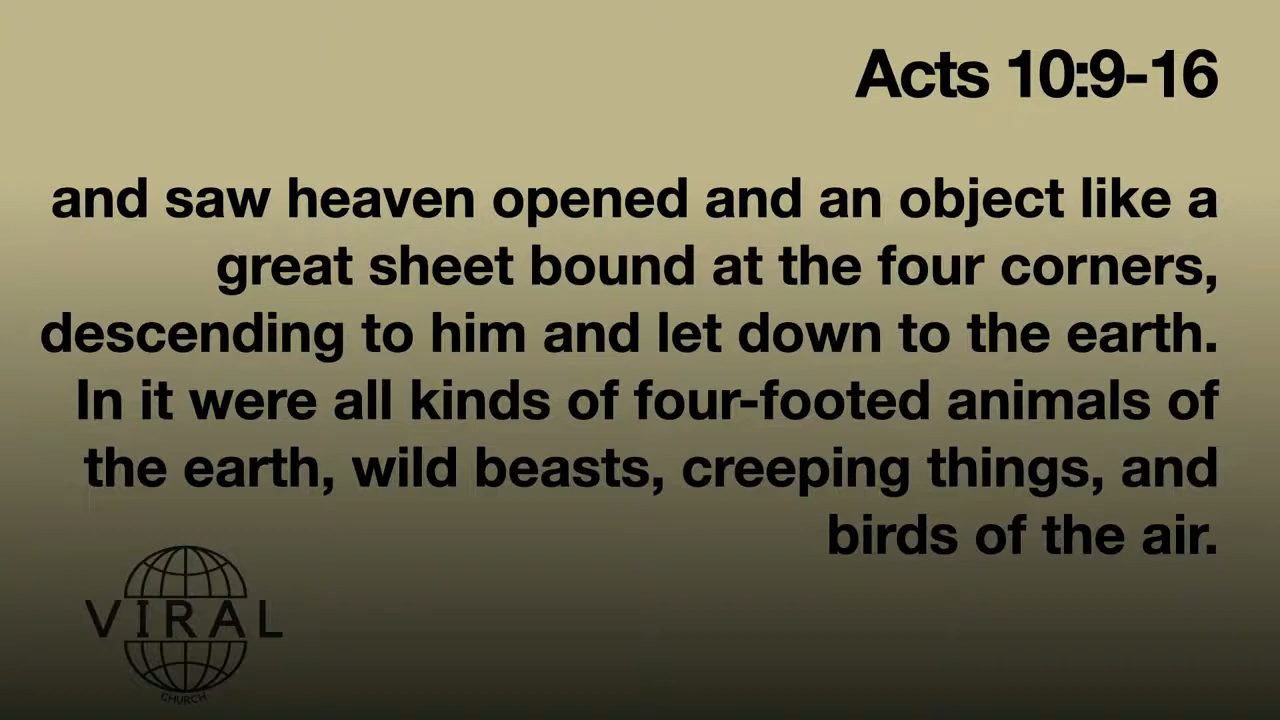 Acts 10:9-16
and saw heaven opened and an object like a
great sheet bound at the four corners,
descending to him and let down to the earth.
In it were all kinds of four-footed animals of
the earth, wild beasts, creeping things, and
birds of the air.
VIRAL
CHURCH